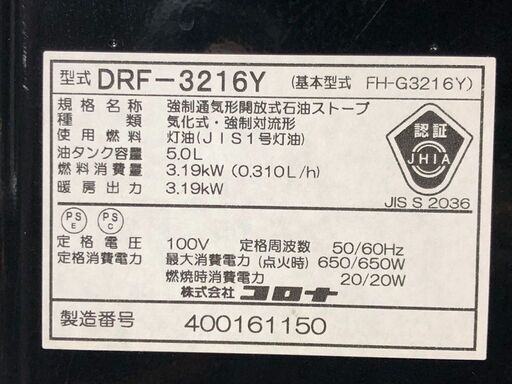 型式 DRF-3216Y (基本型式 FH-G3216Y)
規格名称 強制通気形開放式石油ストーブ
種類 気化式・強制対流形
使用燃料 灯油(JIS1号灯油)
油タンク容量 5.0L
燃料消費量 3.19kW (0.310L/h)
暖房出力 3.19kW
認証
JHIA
JIS S 2036
PS E PS C
定格電圧 100V 定格周波数 50/60Hz
定格消費電力 最大消費電力 (点火時) 650/650W
燃焼時消費電力 20/20W
株式会社 コロナ
製造番号 400161150